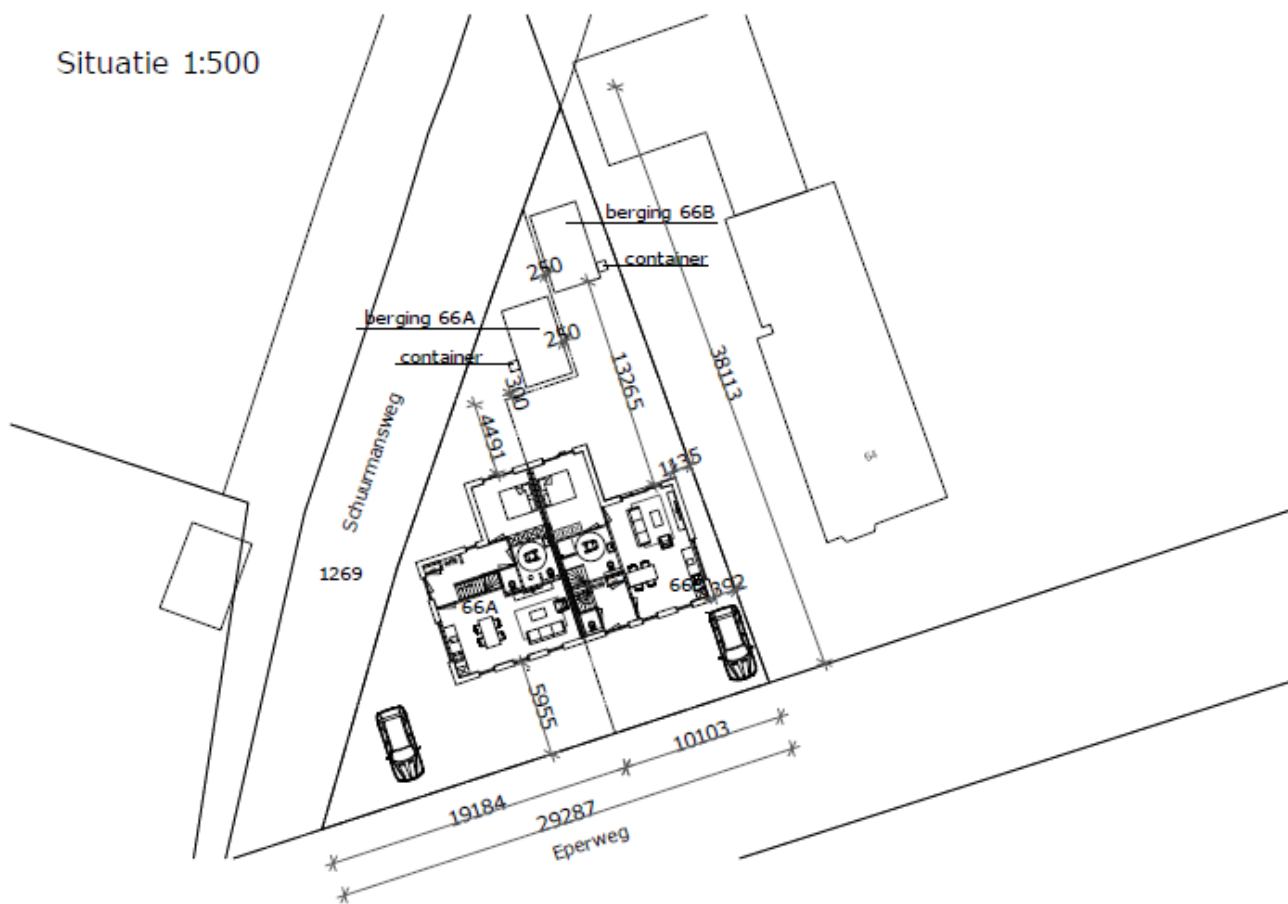 Situatie 1:500
berging 66B
container
250
berging 66A
250
container
300
13265
38113
4491
Schuurmansweg
64
1135
1269
66A
66B
392
5955
10103
19184
29287
Eperweg